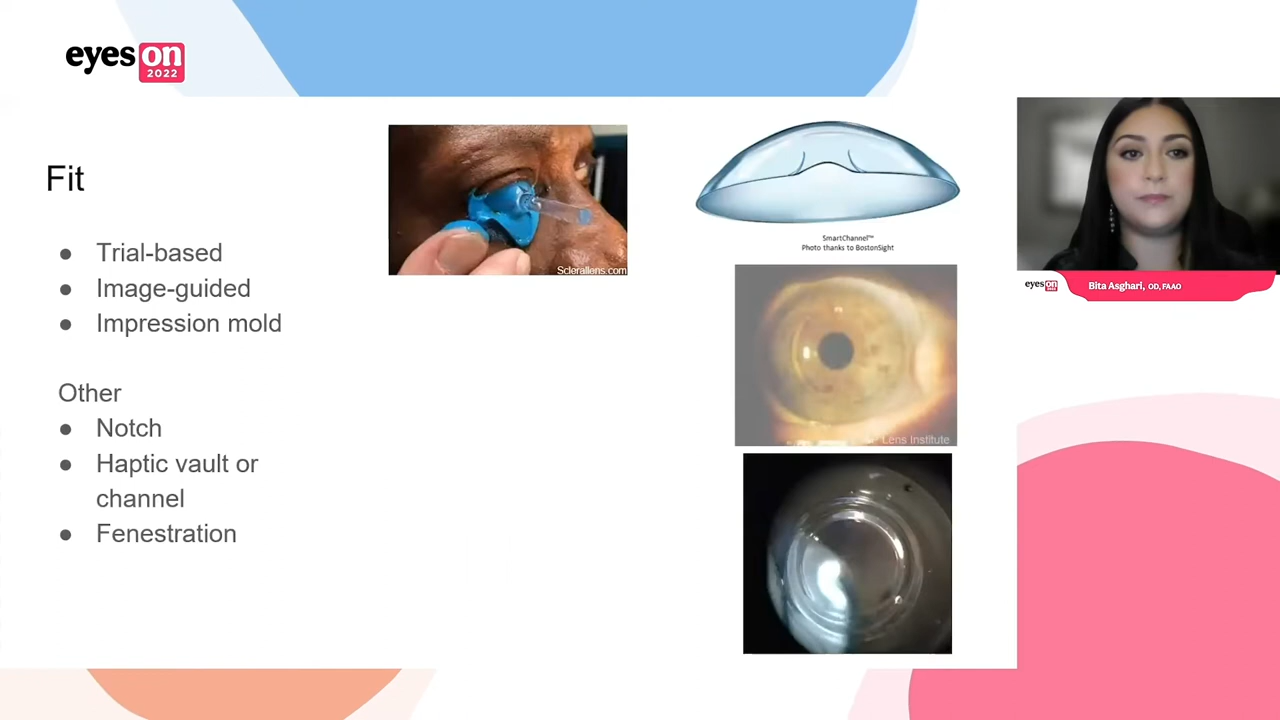 eyes on
2022
Fit
● Trial-based
● Image-guided
● Impression mold
Other
● Notch
● Haptic vault or
channel
● Fenestration
Sclerallens.com
SmartChannel™
Photo thanks to BostonSight
Lens Institute
eyes on
Bita Asghari, OD, FAAO